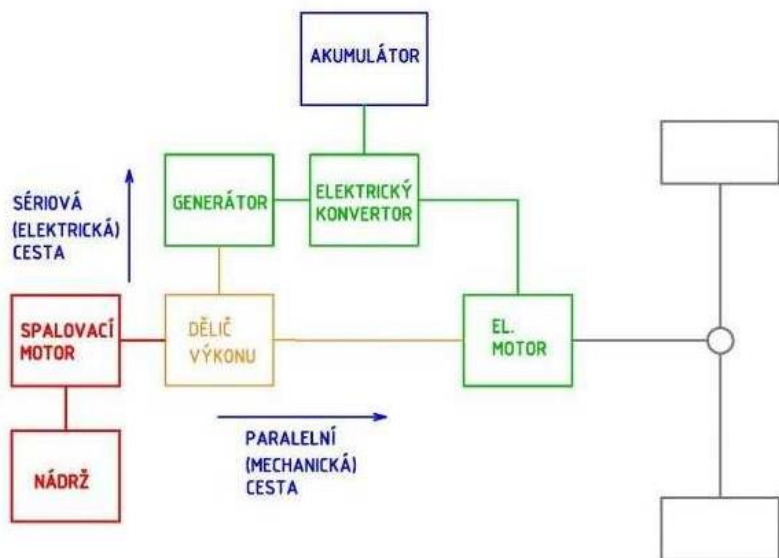 AKUMULÁTOR
GENERÁTOR
ELEKTRICKÝ
KONVERTOR
SÉRIOVÁ
(ELEKTRICKÁ)
CESTA
SPALOVACÍ
MOTOR
DĚLIČ
VÝKONU
EL.
MOTOR
PARALELNÍ
(MECHANICKÁ)
CESTA
NÁDRŽ